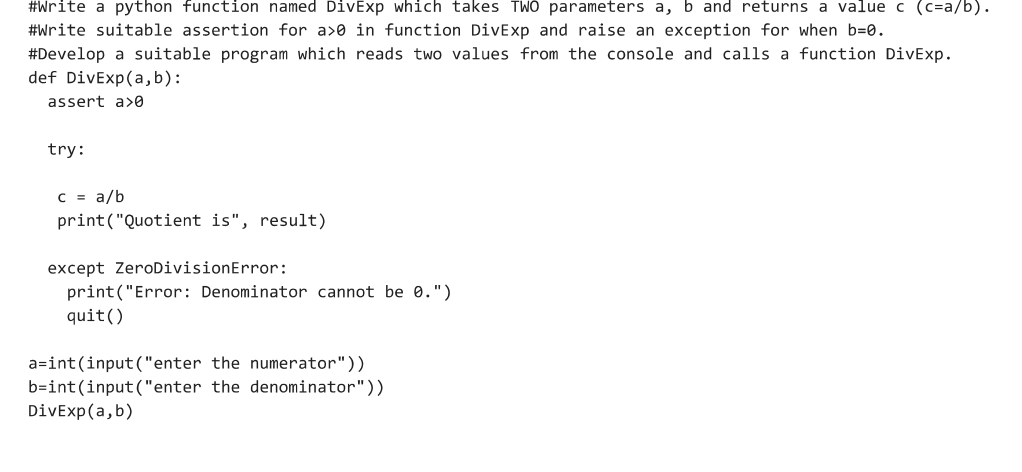 #Write a python function named DivExp which takes TWO parameters a, b and returns a value c (c=a/b).
#Write suitable assertion for a>0 in function DivExp and raise an exception for when b=0.
#Develop a suitable program which reads two values from the console and calls a function DivExp.
def DivExp(a,b):
  assert a>0

  try:

   c = a/b
   print("Quotient is", result)

  except ZeroDivisionError:
    print("Error: Denominator cannot be 0.")
    quit()

a=int(input("enter the numerator"))
b=int(input("enter the denominator"))
DivExp(a,b)